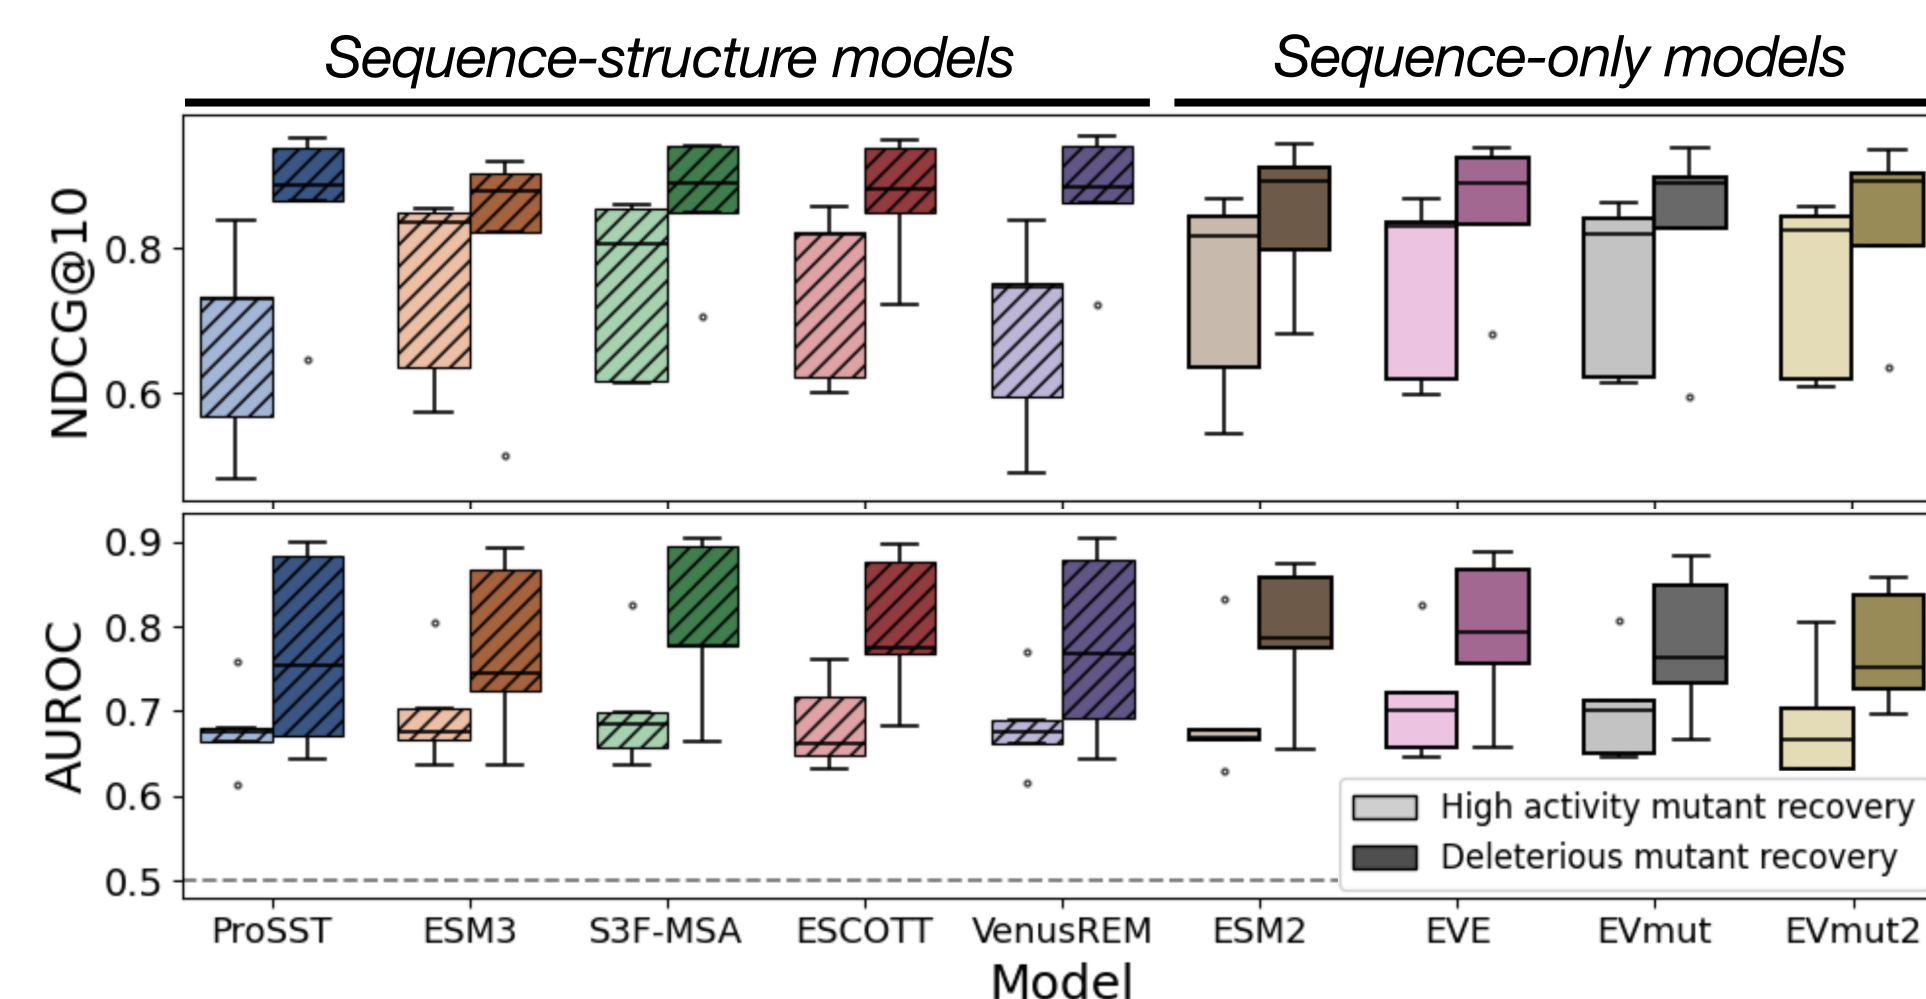 Sequence-structure models
Sequence-only models
NDCG@10
0.8
0.6
AUROC
0.9
0.8
0.7
0.6
0.5
High activity mutant recovery
Deleterious mutant recovery
ProSST
ESM3
S3F-MSA
ESCOTT
VenusREM
ESM2
EVE
EVmut
EVmut2
Model